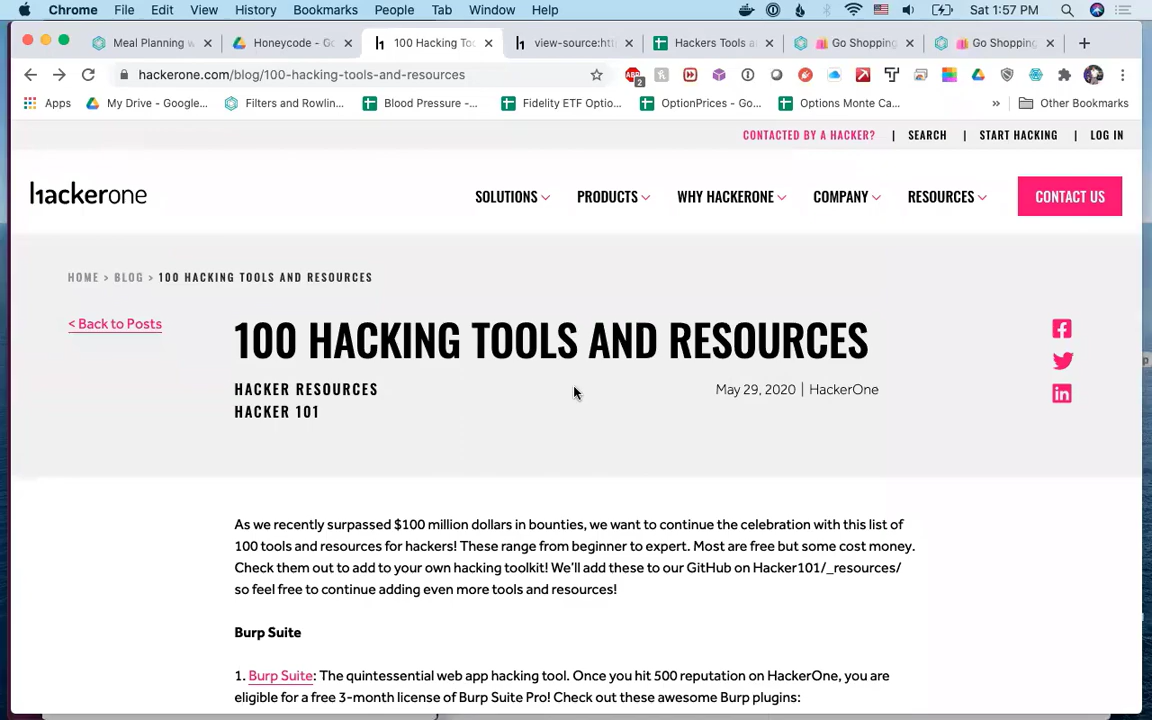 Chrome File Edit View History Bookmarks People Tab Window Help Sat 1:57 PM
Meal Planning w Honeycode - Go 100 Hacking Too view-source:htt Hackers Tools a Go Shopping Go Shopping
hackerone.com/blog/100-hacking-tools-and-resources 2
Apps My Drive - Google... Filters and Rowlin... Blood Pressure -... Fidelity ETF Optio... OptionPrices - Go... Options Monte Ca... » Other Bookmarks
CONTACTED BY A HACKER? | SEARCH | START HACKING | LOG IN
hackerone SOLUTIONS PRODUCTS WHY HACKERONE COMPANY RESOURCES CONTACT US
HOME > BLOG > 100 HACKING TOOLS AND RESOURCES
< Back to Posts
100 HACKING TOOLS AND RESOURCES
HACKER RESOURCES May 29, 2020 | HackerOne
HACKER 101
As we recently surpassed $100 million dollars in bounties, we want to continue the celebration with this list of
100 tools and resources for hackers! These range from beginner to expert. Most are free but some cost money.
Check them out to add to your own hacking toolkit! We'll add these to our GitHub on Hacker101/_resources/
so feel free to continue adding even more tools and resources!
Burp Suite
1. Burp Suite: The quintessential web app hacking tool. Once you hit 500 reputation on HackerOne, you are
eligible for a free 3-month license of Burp Suite Pro! Check out these awesome Burp plugins: